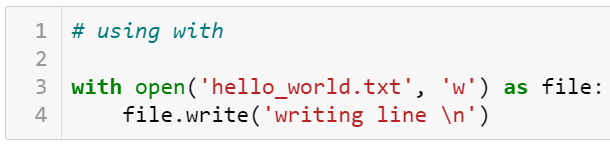 1 # using with
2
3 with open('hello_world.txt', 'w') as file:
4     file.write('writing line \n')